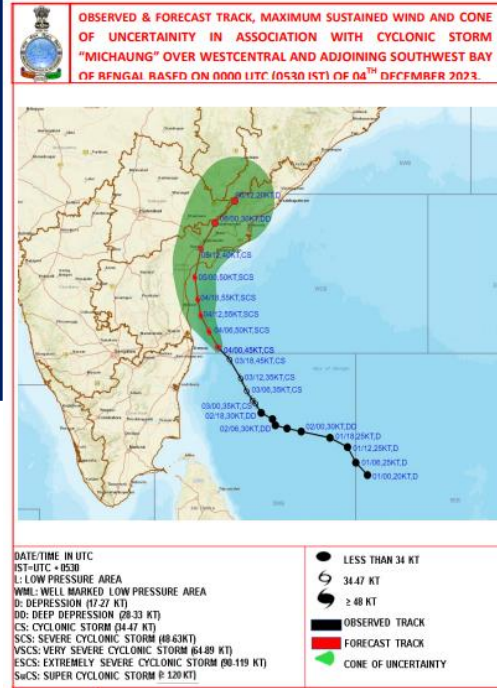 OBSERVED & FORECAST TRACK, MAXIMUM SUSTAINED WIND AND CONE
OF UNCERTAINITY IN ASSOCIATION WITH CYCLONIC STORM
“MICHAUNG” OVER WESTCENTRAL AND ADJOINING SOUTHWEST BAY
OF BENGAL BASED ON 0000 UTC (0530 IST) OF 04TH DECEMBER 2023.
06/12,20KT,D
06/00,30KT,DD
05/12,40KT,CS
05/00,50KT,SCS
04/18,55KT,SCS
04/12,55KT,SCS
04/06,50KT,SCS
04/00,45KT,CS
03/18,45KT,CS
03/12,35KT,CS
03/06,35KT,CS
03/00,35KT,CS
02/18,30KT,DD
02/06,30KT,DD
02/00,30KT,DD
01/18,25KT,D
01/12,25KT,D
01/06,25KT,D
01/00,20KT,D
DATE/TIME IN UTC
IST=UTC + 0530
L: LOW PRESSURE AREA
WML: WELL MARKED LOW PRESSURE AREA
D: DEPRESSION (17-27 KT)
DD: DEEP DEPRESSION (28-33 KT)
CS: CYCLONIC STORM (34-47 KT)
SCS: SEVERE CYCLONIC STORM (48-63KT)
VSCS: VERY SEVERE CYCLONIC STORM (64-89 KT)
ESCS: EXTREMELY SEVERE CYCLONIC STORM (90-119 KT)
SuCS: SUPER CYCLONIC STORM (≥ 120 KT)
LESS THAN 34 KT
34-47 KT
≥ 48 KT
OBSERVED TRACK
FORECAST TRACK
CONE OF UNCERTAINTY